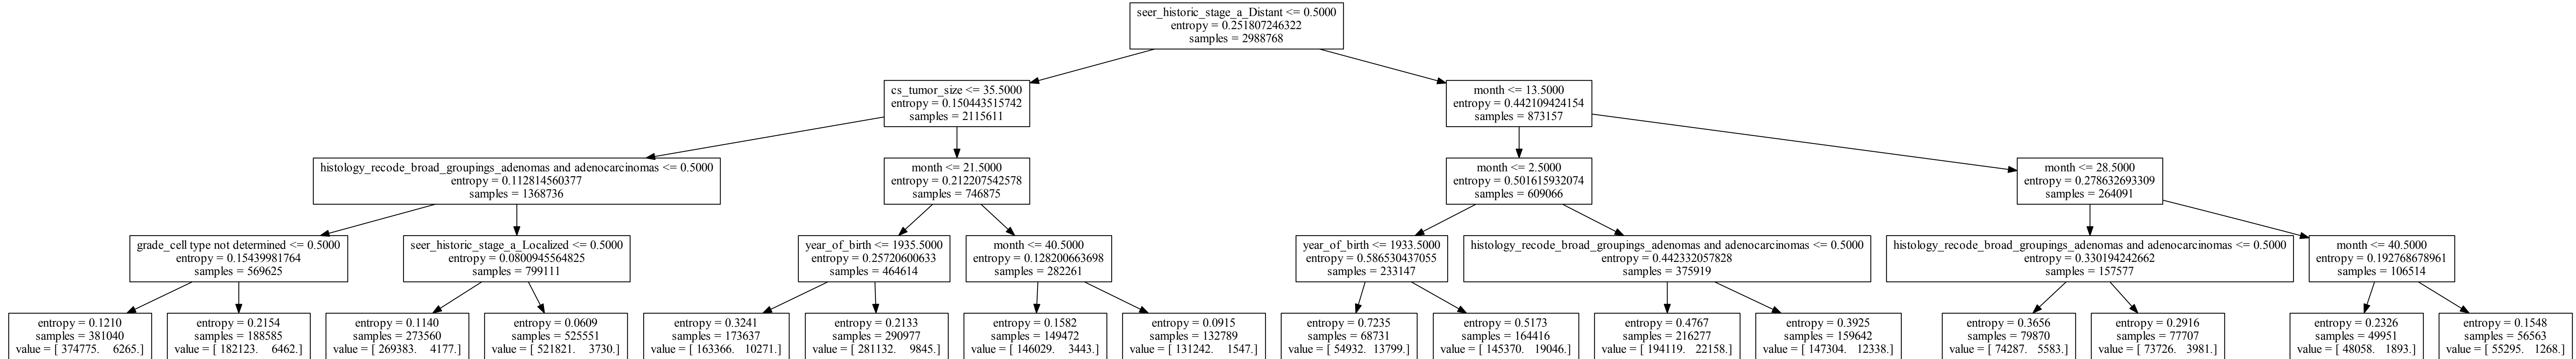 seer_historic_stage_a_Distant <= 0.5000
entropy = 0.251807246322
samples = 2988768
cs_tumor_size <= 35.5000
entropy = 0.150443515742
samples = 2115611
month <= 13.5000
entropy = 0.442109424154
samples = 873157
histology_recode_broad_groupings_adenomas and adenocarcinomas <= 0.5000
entropy = 0.112814560377
samples = 1368736
month <= 21.5000
entropy = 0.212207542578
samples = 746875
month <= 2.5000
entropy = 0.501615932074
samples = 609066
month <= 28.5000
entropy = 0.278632693309
samples = 264091
grade_cell type not determined <= 0.5000
entropy = 0.15439981764
samples = 569625
seer_historic_stage_a_Localized <= 0.5000
entropy = 0.0800945564825
samples = 799111
year_of_birth <= 1935.5000
entropy = 0.25720600633
samples = 464614
month <= 40.5000
entropy = 0.128200663698
samples = 282261
year_of_birth <= 1933.5000
entropy = 0.586530437055
samples = 233147
histology_recode_broad_groupings_adenomas and adenocarcinomas <= 0.5000
entropy = 0.442332057828
samples = 375919
histology_recode_broad_groupings_adenomas and adenocarcinomas <= 0.5000
entropy = 0.330194242662
samples = 157577
month <= 40.5000
entropy = 0.192768678961
samples = 106514
entropy = 0.1210
samples = 381040
value = [ 374775. 6265.]
entropy = 0.2154
samples = 188585
value = [ 182123. 6462.]
entropy = 0.1140
samples = 273560
value = [ 269383. 4177.]
entropy = 0.0609
samples = 525551
value = [ 521821. 3730.]
entropy = 0.3241
samples = 173637
value = [ 163366. 10271.]
entropy = 0.2133
samples = 290977
value = [ 281132. 9845.]
entropy = 0.1582
samples = 149472
value = [ 146029. 3443.]
entropy = 0.0915
samples = 132789
value = [ 131242. 1547.]
entropy = 0.7235
samples = 68731
value = [ 54932. 13799.]
entropy = 0.5173
samples = 164416
value = [ 145370. 19046.]
entropy = 0.4767
samples = 216277
value = [ 194119. 22158.]
entropy = 0.3925
samples = 159642
value = [ 147304. 12338.]
entropy = 0.3656
samples = 79870
value = [ 74287. 5583.]
entropy = 0.2916
samples = 77707
value = [ 73726. 3981.]
entropy = 0.2326
samples = 49951
value = [ 48058. 1893.]
entropy = 0.1548
samples = 56563
value = [ 55295. 1268.]